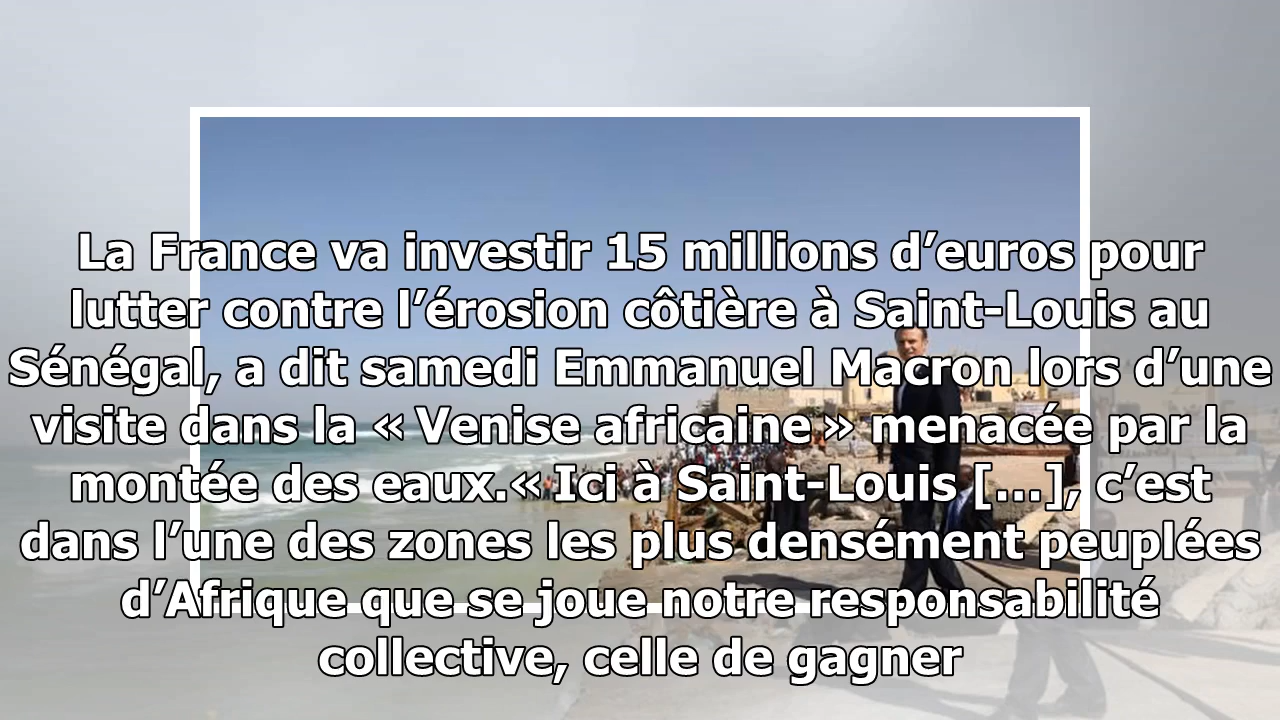 La France va investir 15 millions d’euros pour
lutter contre l’érosion côtière à Saint-Louis au
Sénégal, a dit samedi Emmanuel Macron lors d’une
visite dans la « Venise africaine » menacée par la
montée des eaux.« Ici à Saint-Louis [...], c’est
dans l’une des zones les plus densément peuplées
d’Afrique que se joue notre responsabilité
collective, celle de gagner